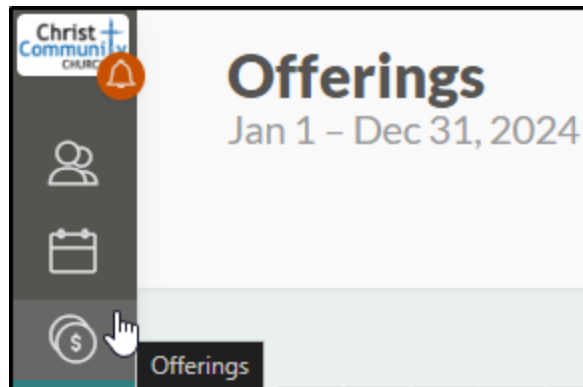 Christ
Community
CHURCH
Offerings
Jan 1 – Dec 31, 2024
$
Offerings